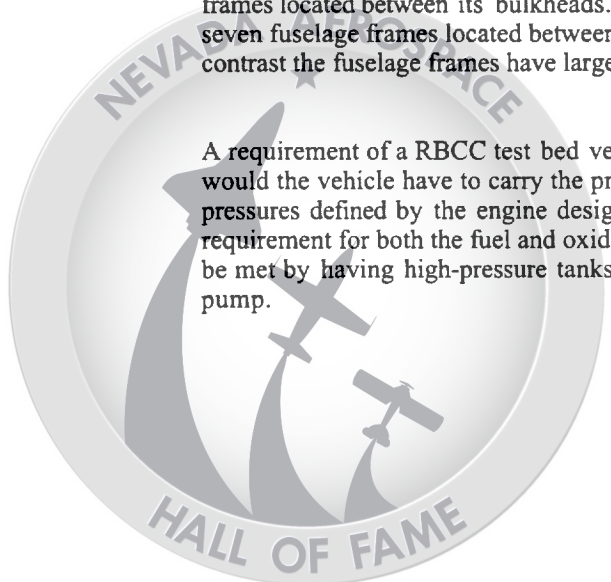 frames located between its bulkheads.
seven fuselage frames located between
contrast the fuselage frames have large
A requirement of a RBCC test bed ve
would the vehicle have to carry the pr
pressures defined by the engine desig
requirement for both the fuel and oxid
be met by having high-pressure tanks
pump.
NEVADA AEROSPACE
HALL OF FAME